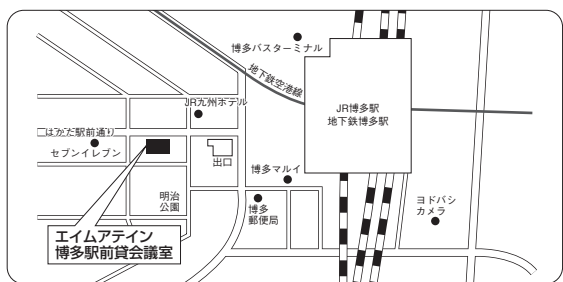 博多バスターミナル
地下鉄空港線
JR博多駅
地下鉄博多駅
JR九州ホテル
はかた駅前通り
セブンイレブン
出口
博多マルイ
明治
公園
博多
郵便局
ヨドバシ
カメラ
エイムアテイン
博多駅前貸会議室